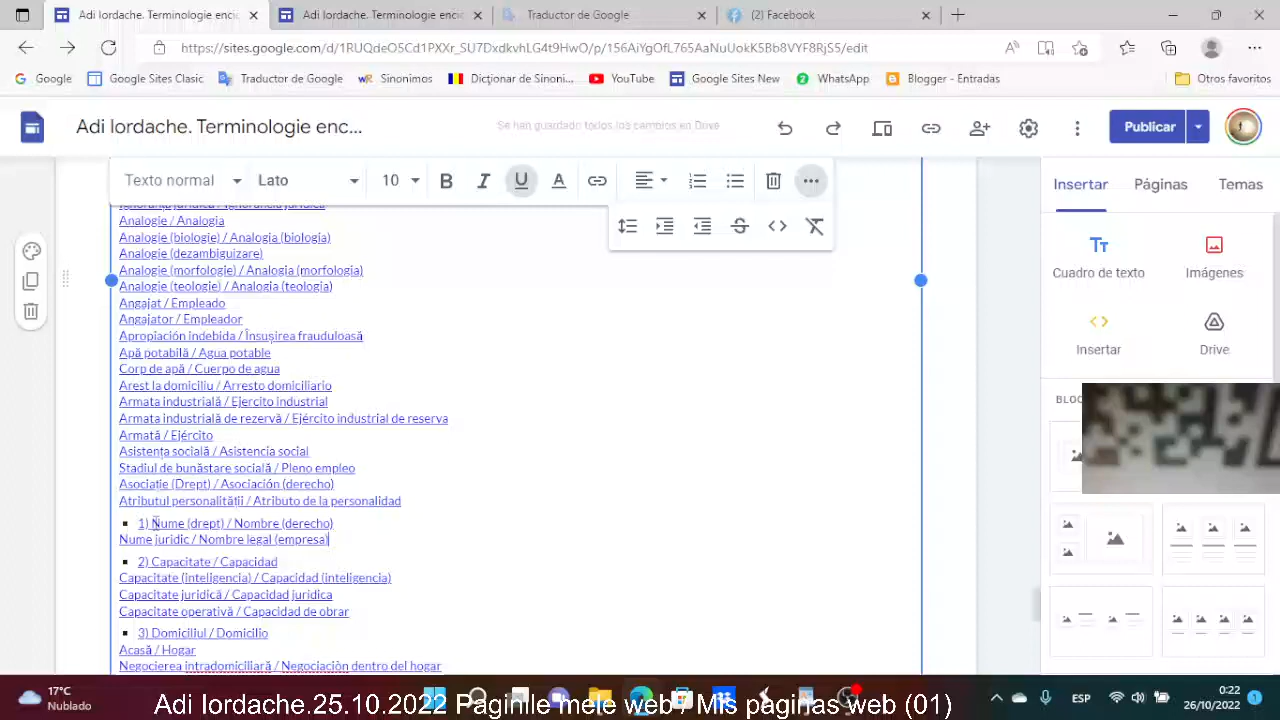 Adi Iordache. Terminologie enc
Adi Iordache. Terminologie enc
Traductor de Google
(2) Facebook
https://sites.google.com/d/1RUQdeO5Cd1PXXr_SU7DxdkvhLG4t9HwO/p/156AiYgOfL765AaNuUokK5Bb8VYF8RjS5/edit
Google
Google Sites Clasic
Traductor de Google
Sinonimos
Dicționar de Sinoni...
YouTube
Google Sites New
WhatsApp
Blogger - Entradas
Otros favoritos
Adi Iordache. Terminologie enc...
Se han guardado todos los cambios en Drive
Publicar
Texto normal
Lato
10
Insertar
Páginas
Temas
Ignoranța juridică / Ignorancia jurídica
Analogie / Analogia
Analogie (biologie) / Analogia (biologia)
Analogie (dezambiguizare)
Analogie (morfologie) / Analogia (morfologia)
Analogie (teologie) / Analogia (teologia)
Angajat / Empleado
Angajator / Empleador
Apropiación indebida / Însușirea frauduloasă
Apă potabilă / Agua potable
Corp de apă / Cuerpo de agua
Arest la domiciliu / Arresto domiciliario
Armata industrială / Ejercito industrial
Armata industrială de rezervă / Ejército industrial de reserva
Armată / Ejército
Asistența socială / Asistencia social
Stadiul de bunăstare socială / Pleno empleo
Asociație (Drept) / Asociación (derecho)
Atributul personalității / Atributo de la personalidad
1) Nume (drept) / Nombre (derecho)
Nume juridic / Nombre legal (empresa)
2) Capacitate / Capacidad
Capacitate (inteligencia) / Capacidad (inteligencia)
Capacitate juridică / Capacidad jurídica
Capacitate operativă / Capacidad de obrar
3) Domiciliul / Domicilio
Acasă / Hogar
Negocierea intradomiciliară / Negociación dentro del hogar
Cuadro de texto
Imágenes
Insertar
Drive
BLOQ
17°C
Nublado
Adi Iordache.25.10.2022 Paginile mele web / Mis páginas web (01)
ESP
0:22
26/10/2022